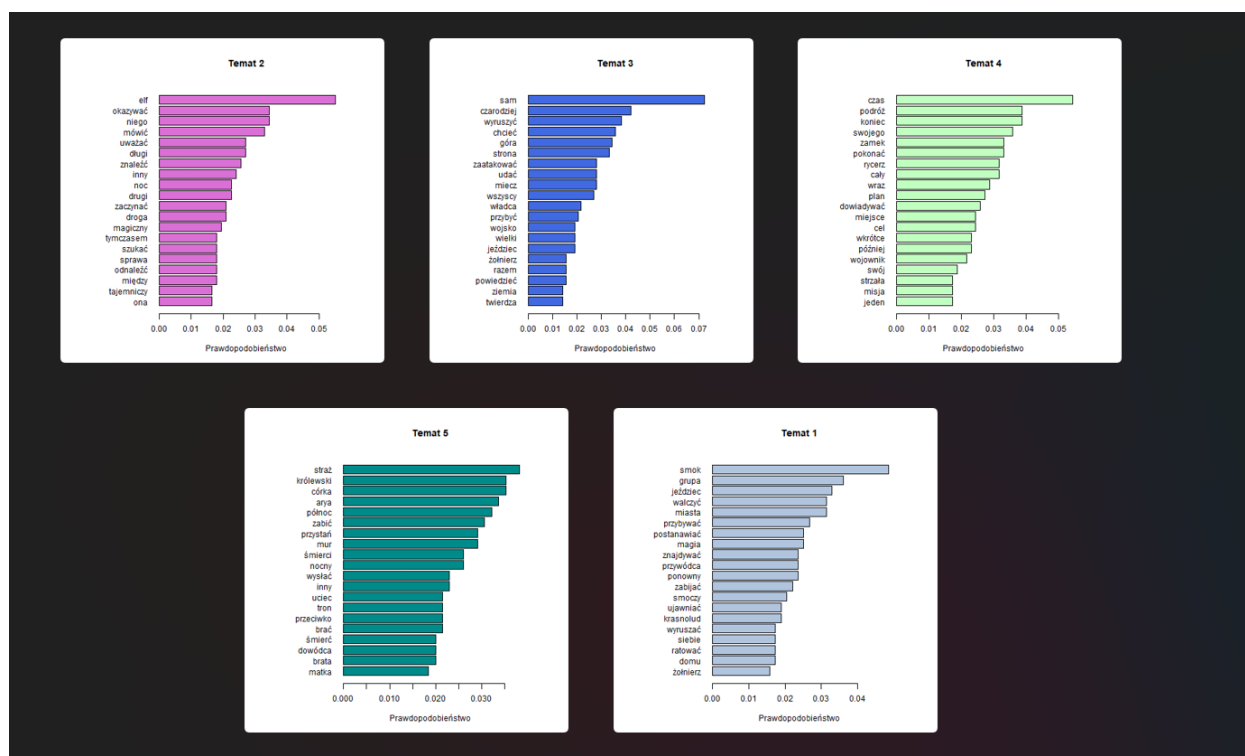 Temat 2
elf
okazywać
niego
mówić
uważać
długi
znaleźć
inny
noc
drugi
zaczynać
droga
magiczny
tymczasem
szukać
sprawa
odnaleźć
między
tajemniczy
ona
0.00 0.01 0.02 0.03 0.04 0.05
Prawdopodobieństwo
Temat 3
sam
czarodziej
wyruszyć
chcieć
góra
strona
zaatakować
udać
miecz
wszyscy
władca
przybyć
wojsko
wielki
jeździec
żołnierz
razem
powiedzieć
ziemia
twierdza
0.00 0.01 0.02 0.03 0.04 0.05 0.06 0.07
Prawdopodobieństwo
Temat 4
czas
podróż
koniec
swojego
zamek
pokonać
rycerz
cały
wraz
plan
dowiadywać
miejsce
cel
wkrótce
później
wojownik
swój
strzała
misja
jeden
0.00 0.01 0.02 0.03 0.04 0.05
Prawdopodobieństwo
Temat 5
straż
królewski
córka
arya
północ
zabić
przystań
mur
śmierci
nocny
wysłać
inny
uciec
tron
przeciwko
brać
śmierć
dowódca
brata
matka
0.000 0.010 0.020 0.030
Prawdopodobieństwo
Temat 1
smok
grupa
jeździec
walczyć
miasta
przybywać
postanawiać
magia
znajdywać
przywódca
ponowny
zabijać
smoczy
ujawniać
krasnolud
wyruszać
siebie
ratować
domu
żołnierz
0.00 0.01 0.02 0.03 0.04
Prawdopodobieństwo